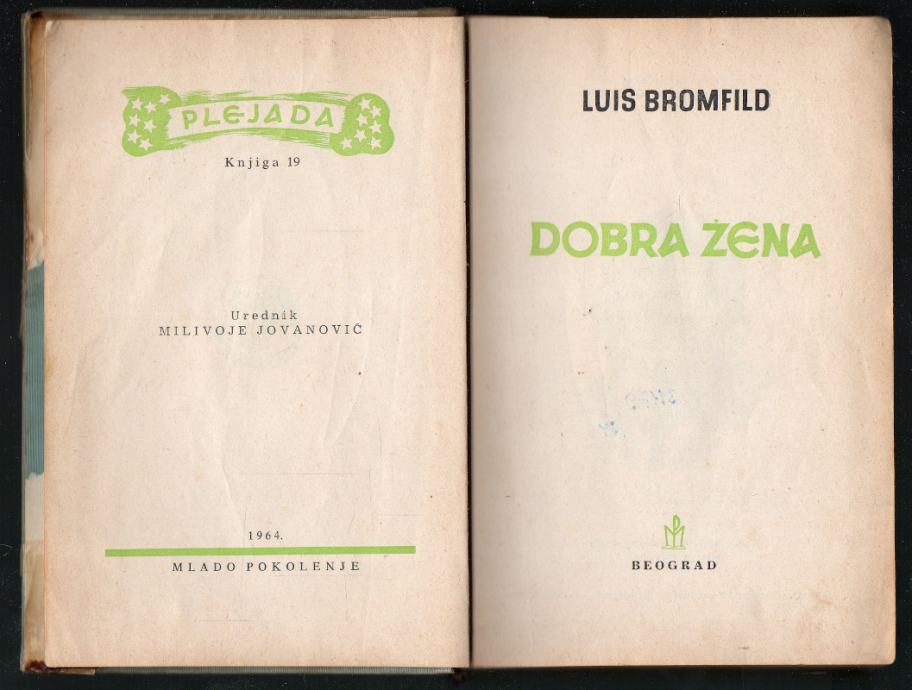 PLEJADA
Knjiga 19
Urednik
MILIVOJE JOVANOVIĆ
1964.
MLADO POKOLENJE
LUIS BROMFILD
DOBRA ŽENA
BEOGRAD